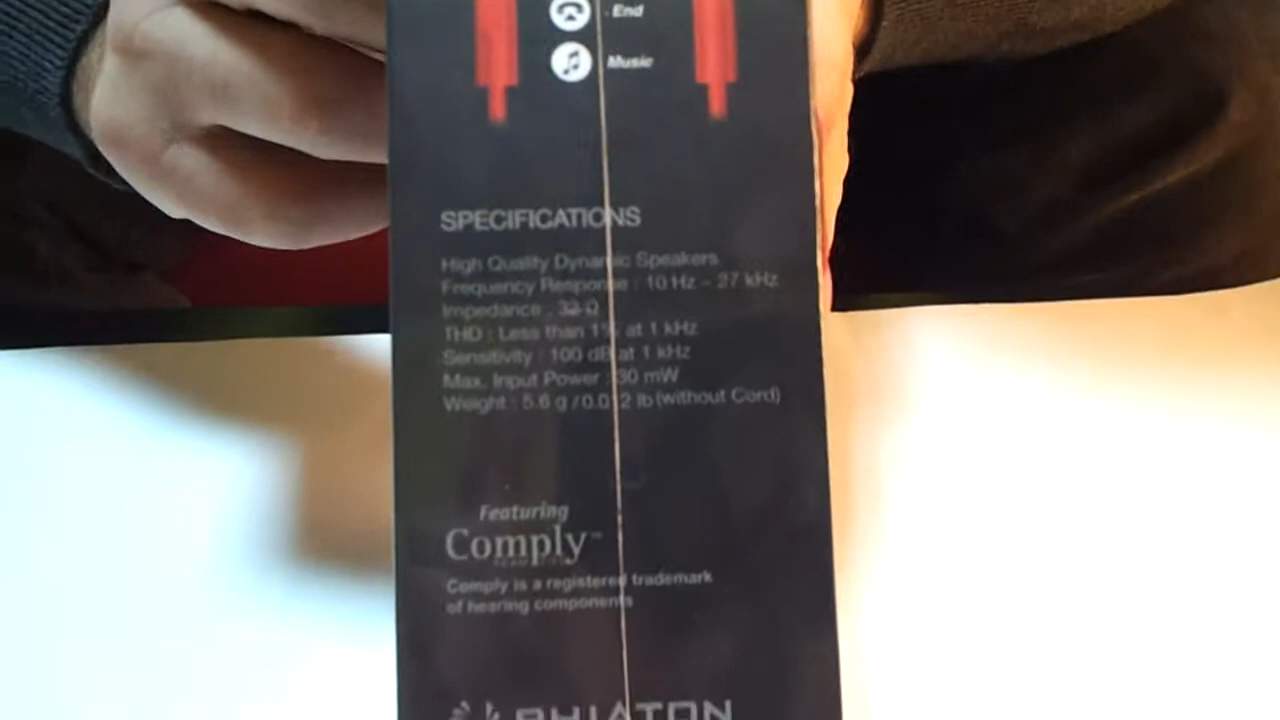 End
Music
SPECIFICATIONS
High Quality Dynamic Speakers
Frequency Response : 10 Hz – 27 kHz
Impedance : 32 Ω
THD : Less than 1% at 1 kHz
Sensitivity : 100 dB at 1 kHz
Max. Input Power : 30 mW
Weight : 5.6 g / 0.012 lb (without Cord)
Featuring
Comply™
Comply is a registered trademark
of hearing components
PHIATON